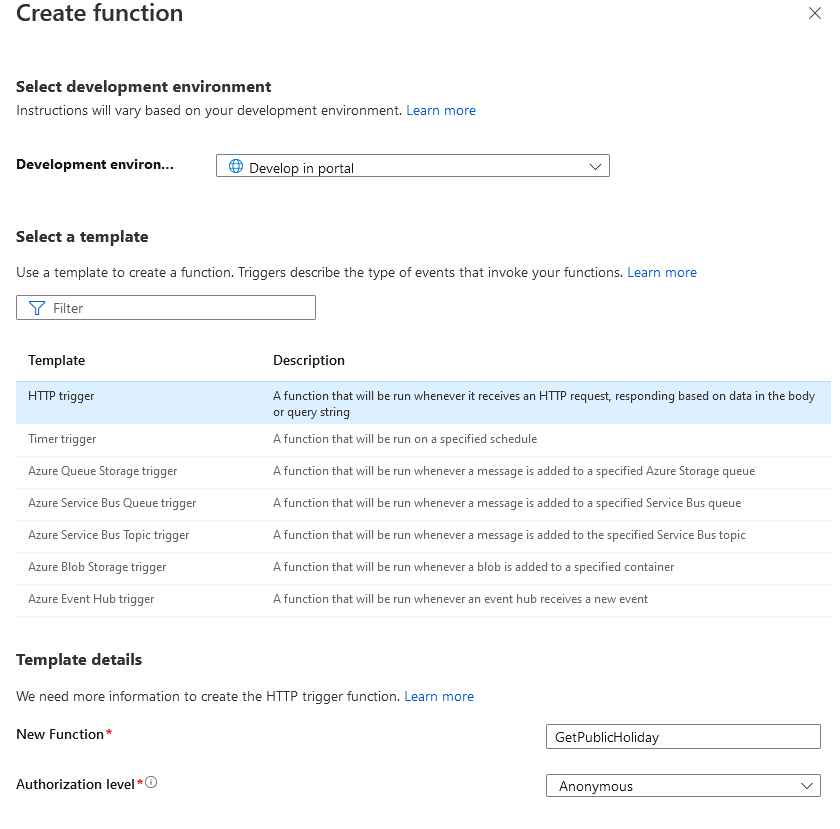 Create function
Select development environment
Instructions will vary based on your development environment. Learn more
Development environ... Develop in portal
Select a template
Use a template to create a function. Triggers describe the type of events that invoke your functions. Learn more
Filter
Template Description
HTTP trigger A function that will be run whenever it receives an HTTP request, responding based on data in the body
or query string
Timer trigger A function that will be run on a specified schedule
Azure Queue Storage trigger A function that will be run whenever a message is added to a specified Azure Storage queue
Azure Service Bus Queue trigger A function that will be run whenever a message is added to a specified Service Bus queue
Azure Service Bus Topic trigger A function that will be run whenever a message is added to the specified Service Bus topic
Azure Blob Storage trigger A function that will be run whenever a blob is added to a specified container
Azure Event Hub trigger A function that will be run whenever an event hub receives a new event
Template details
We need more information to create the HTTP trigger function. Learn more
New Function* GetPublicHoliday
Authorization level* Anonymous